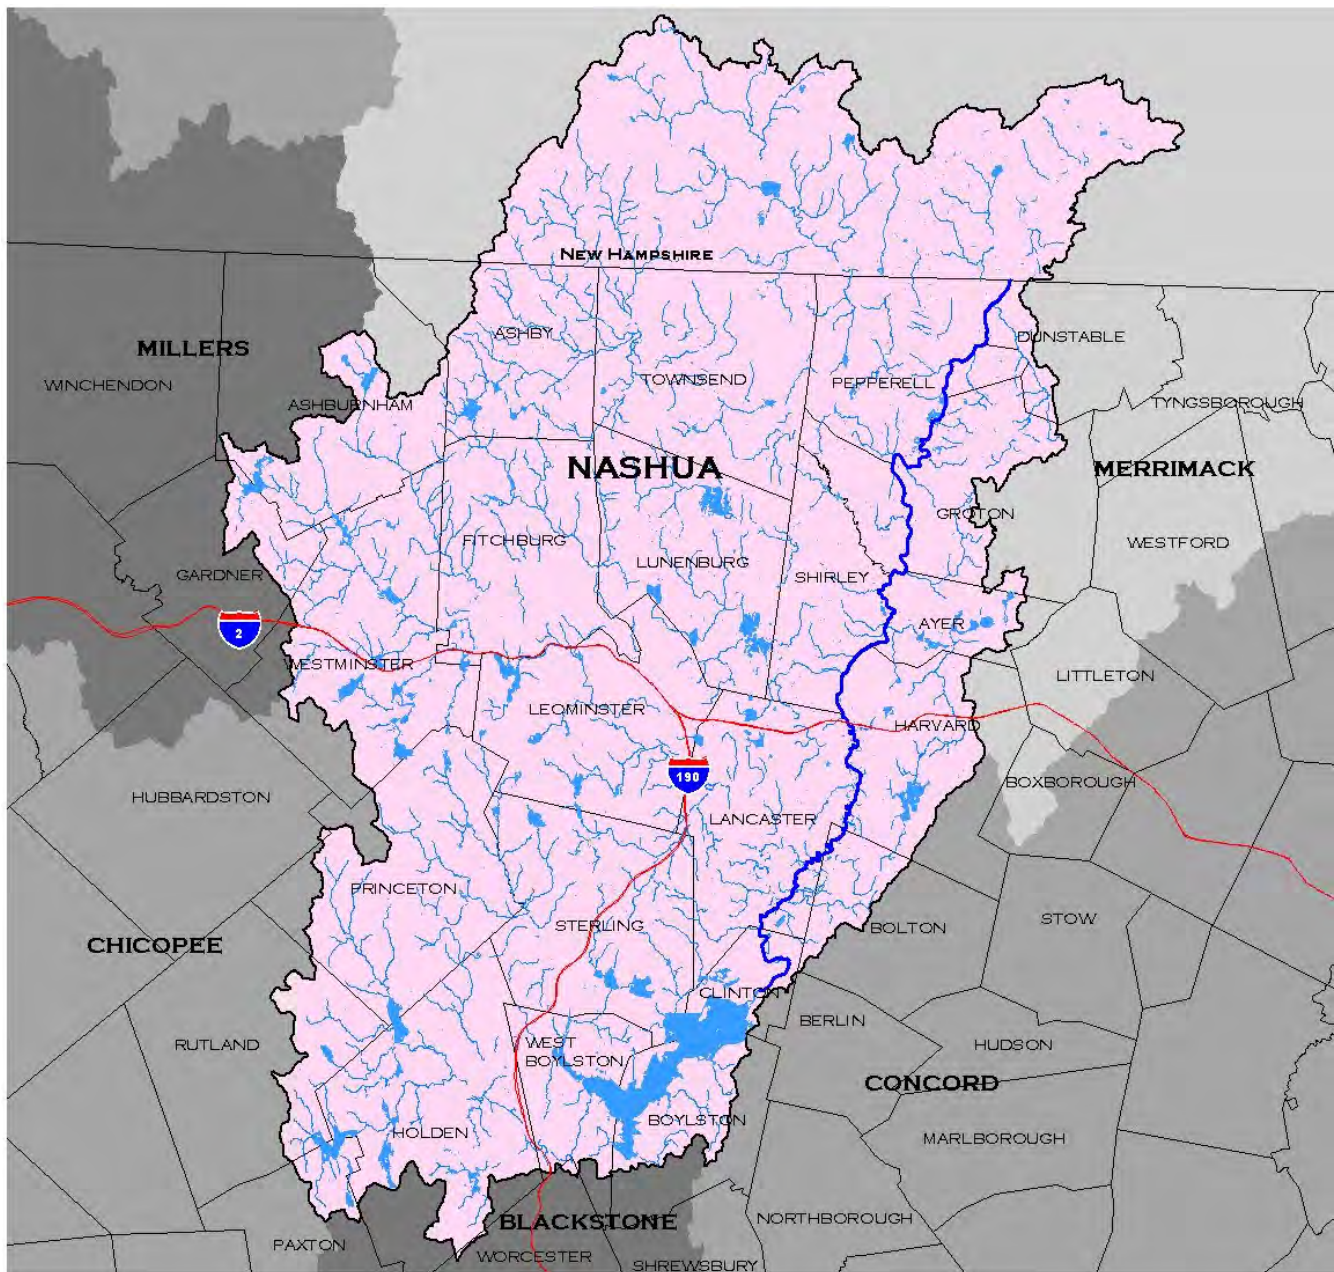 NEW HAMPSHIRE
ASHBY
DUNSTABLE
MILLERS
WINCHENDON
TOWNSEND
PEPPERELL
ASHBURNHAM
TYNGSBOROUGH
NASHUA
MERRIMACK
GROTON
FITCHBURG
WESTFORD
LUNENBURG
GARDNER
SHIRLEY
2
AYER
WESTMINSTER
LITTLETON
LEOMINSTER
HARVARD
190
BOXBOROUGH
HUBBARDSTON
LANCASTER
PRINCETON
STOW
STERLING
BOLTON
CHICOPEE
CLINTON
BERLIN
RUTLAND
WEST
BOYLSTON
HUDSON
CONCORD
BOYLSTON
HOLDEN
MARLBOROUGH
BLACKSTONE
NORTHBOROUGH
PAXTON
WORCESTER
SHREWSBURY